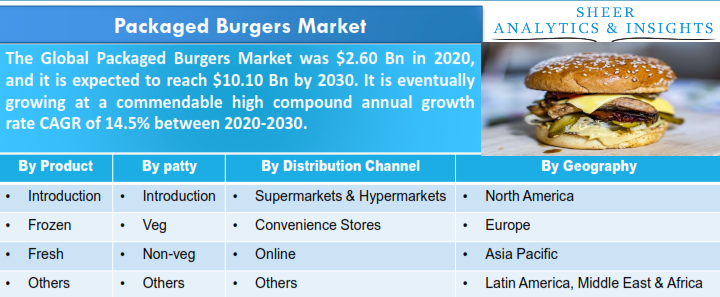 Packaged Burgers Market
SHEER
ANALYTICS & INSIGHTS
The Global Packaged Burgers Market was $2.60 Bn in 2020,
and it is expected to reach $10.10 Bn by 2030. It is eventually
growing at a commendable high compound annual growth
rate CAGR of 14.5% between 2020-2030.
By Product By patty By Distribution Channel By Geography
• Introduction • Introduction • Supermarkets & Hypermarkets • North America
• Frozen • Veg • Convenience Stores • Europe
• Fresh • Non-veg • Online • Asia Pacific
• Others • Others • Others • Latin America, Middle East & Africa